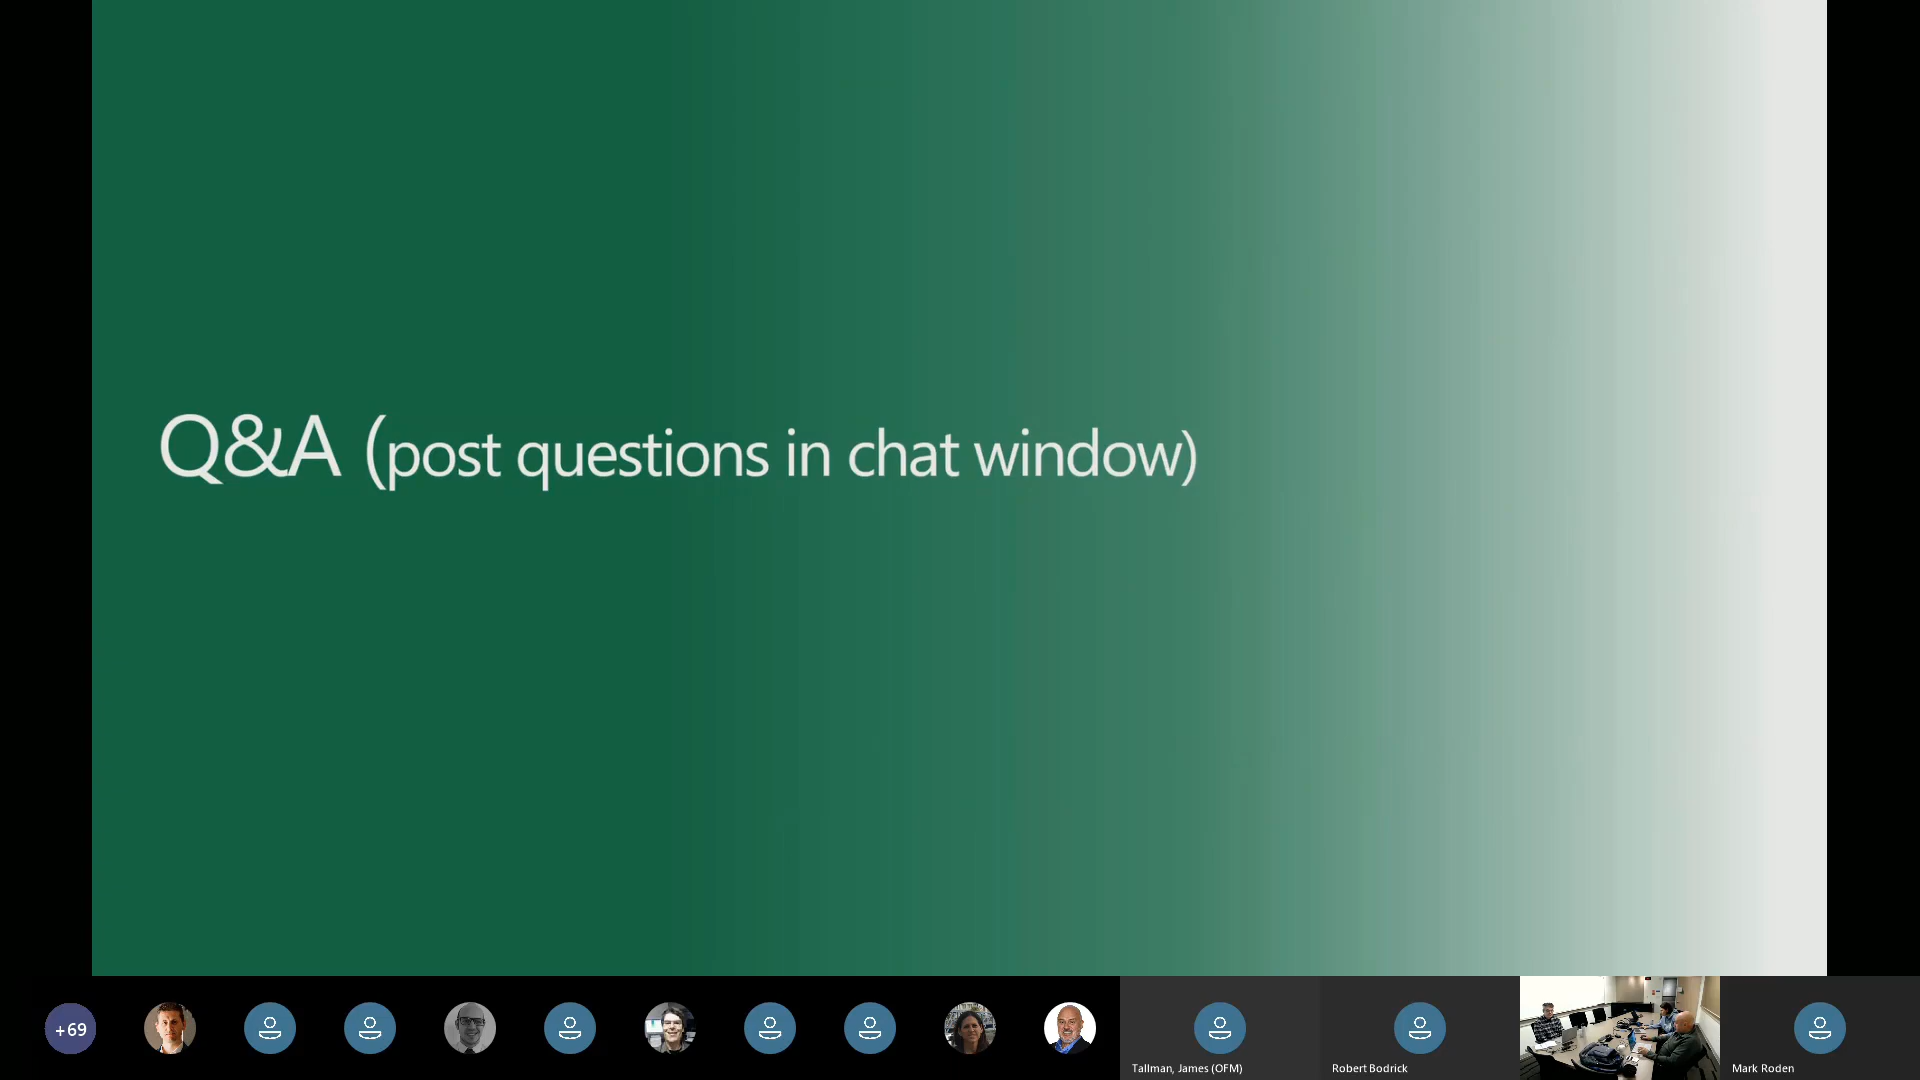 Q&A (post questions in chat window)
+69
Tallman, James (OFM)
Robert Bodrick
Mark Roden